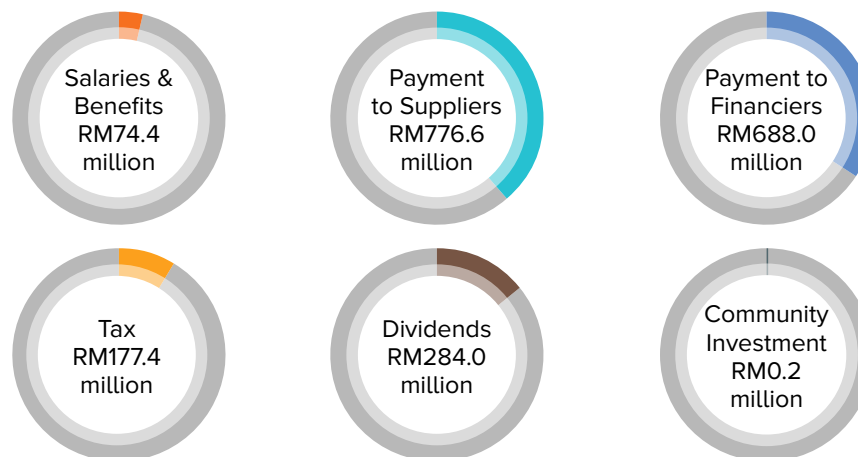 Salaries &
Benefits
RM74.4
million
Payment
to Suppliers
RM776.6
million
Payment to
Financiers
RM688.0
million
Tax
RM177.4
million
Dividends
RM284.0
million
Community
Investment
RM0.2
million